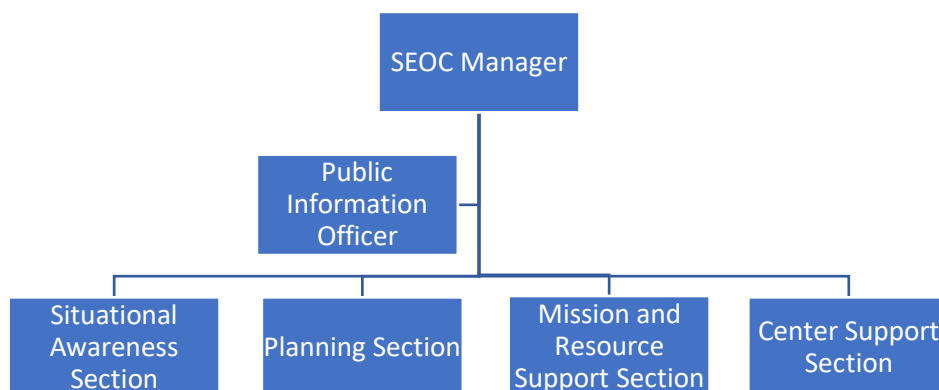 SEOC Manager
Public
Information
Officer
Situational
Awareness
Section
Planning Section
Mission and
Resource
Support Section
Center Support
Section